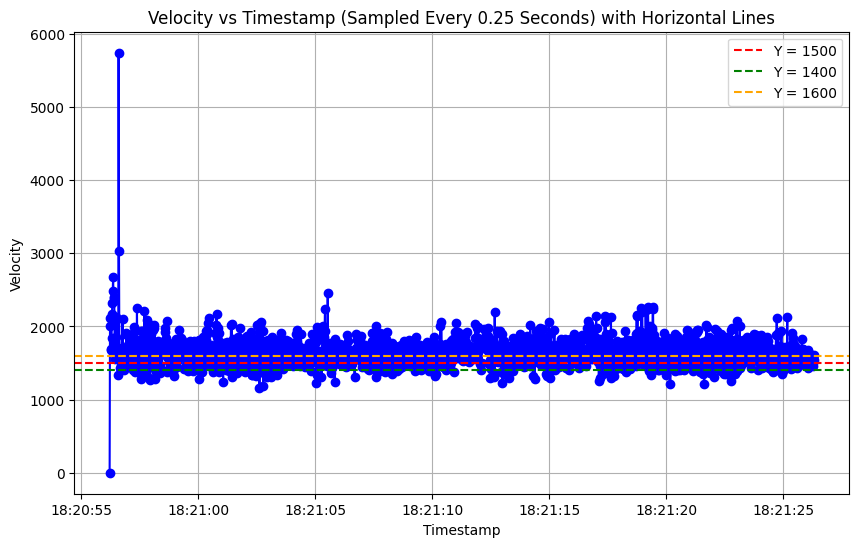 Velocity vs Timestamp (Sampled Every 0.25 Seconds) with Horizontal Lines
Y = 1500
Y = 1400
Y = 1600
6000
5000
4000
3000
2000
1000
0
Velocity
18:20:55
18:21:00
18:21:05
18:21:10
18:21:15
18:21:20
18:21:25
Timestamp